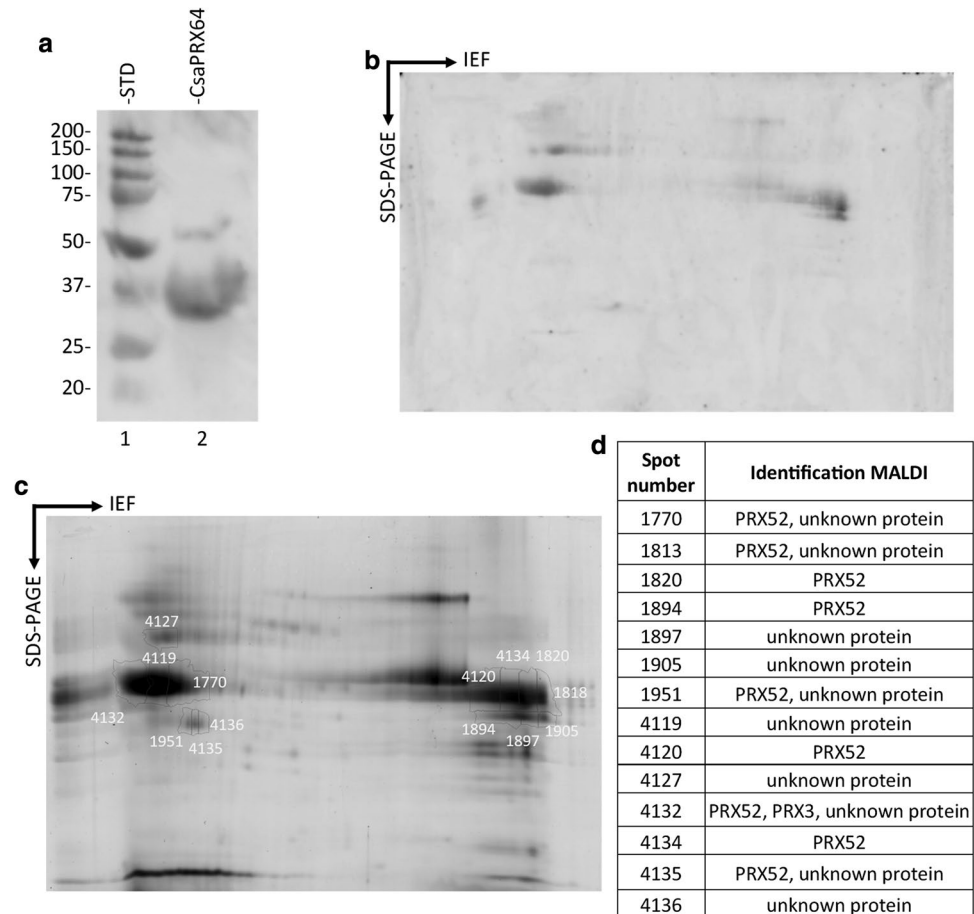 a
-STD
-CsaPRX64
200-
150-
100-
75-
50-
37-
25-
20-
1
2
b
IEF
SDS-PAGE
c
IEF
SDS-PAGE
4127
4119
1770
4132
4136
1951
4135
4134
1820
4120
1818
1894
1905
1897
d
Spot number Identification MALDI
1770 PRX52, unknown protein
1813 PRX52, unknown protein
1820 PRX52
1894 PRX52
1897 unknown protein
1905 unknown protein
1951 PRX52, unknown protein
4119 unknown protein
4120 PRX52
4127 unknown protein
4132 PRX52, PRX3, unknown protein
4134 PRX52
4135 PRX52, unknown protein
4136 unknown protein